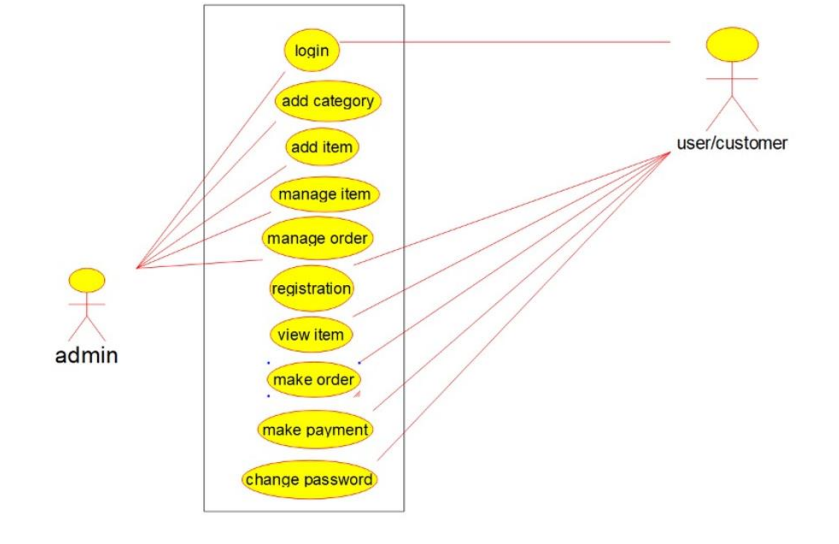 login
add category
add item
manage item
manage order
registration
view item
make order
make payment
change password
user/customer
admin